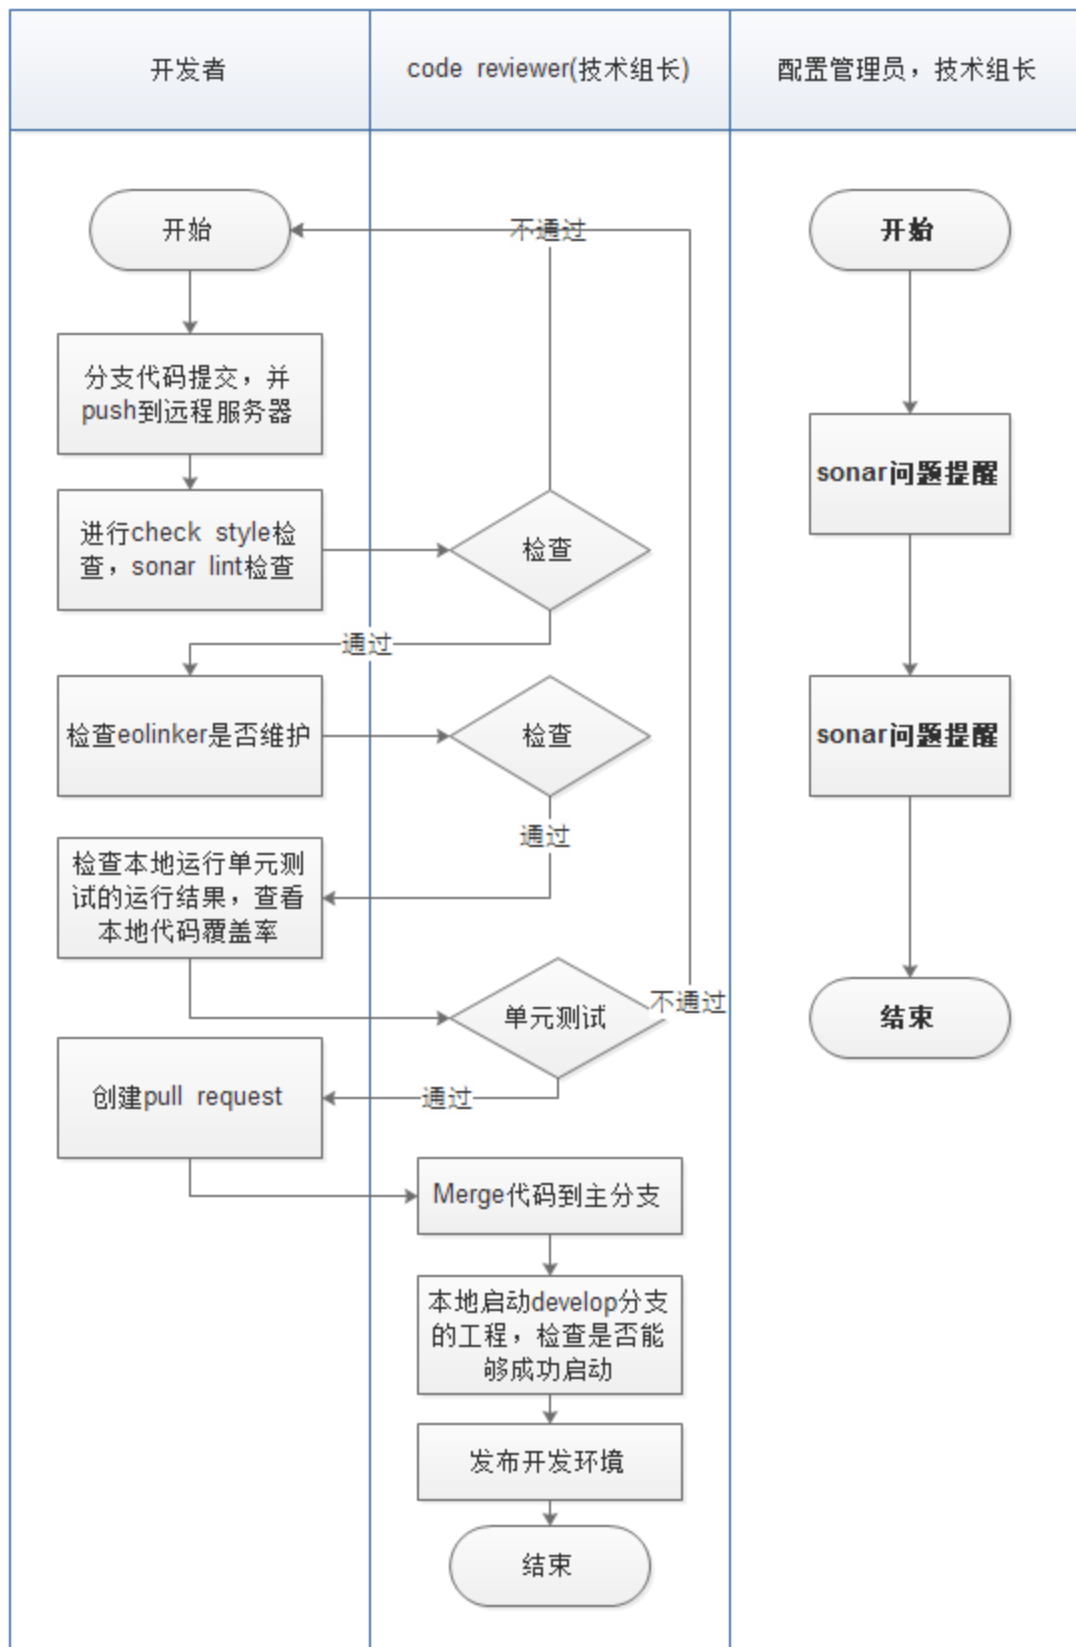 开发者
code reviewer(技术组长)
配置管理员，技术组长
开始
不通过
开始
分支代码提交，并
push到远程服务器
sonar问题提醒
进行check style检
查，sonar lint检查
检查
通过
检查eolinker是否维护
检查
sonar问题提醒
通过
检查本地运行单元测
试的运行结果，查看
本地代码覆盖率
单元测试
不通过
结束
创建pull request
通过
Merge代码到主分支
本地启动develop分支
的工程，检查是否能
够成功启动
发布开发环境
结束